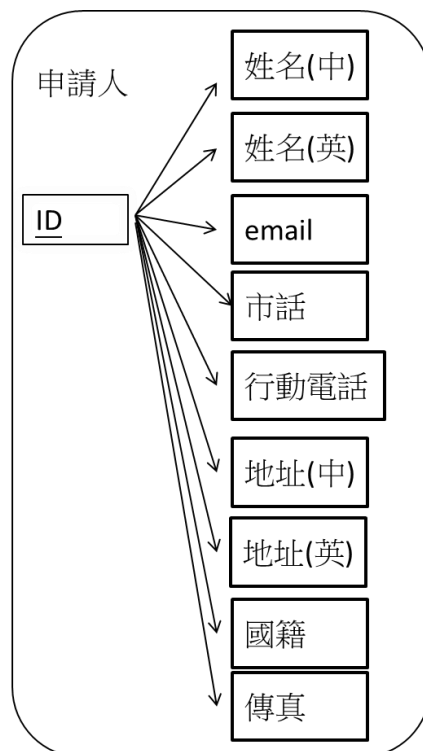 申請人
ID
姓名(中)
姓名(英)
email
市話
行動電話
地址(中)
地址(英)
國籍
傳真